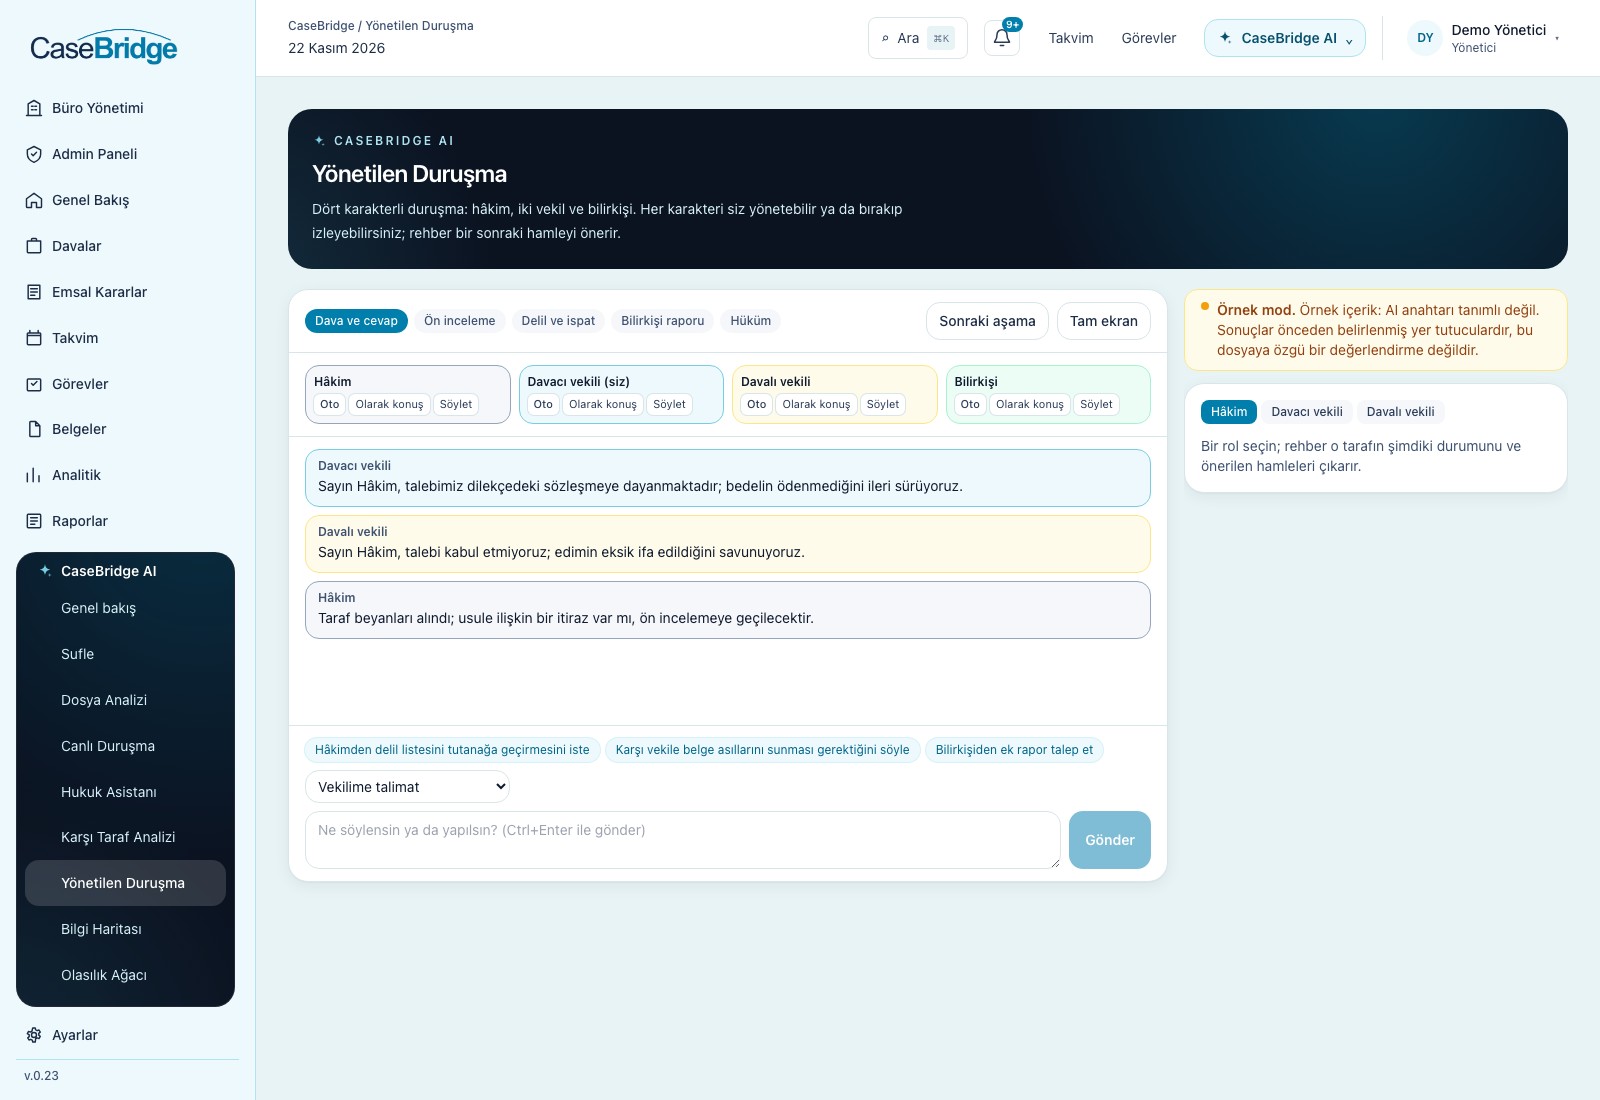 CaseBridge
Büro Yönetimi
Admin Paneli
Genel Bakış
Davalar
Emsal Kararlar
Takvim
Görevler
Belgeler
Analitik
Raporlar
CaseBridge AI
Genel bakış
Sufle
Dosya Analizi
Canlı Duruşma
Hukuk Asistanı
Karşı Taraf Analizi
Yönetilen Duruşma
Bilgi Haritası
Olasılık Ağacı
Ayarlar
v.0.23
CaseBridge / Yönetilen Duruşma
22 Kasım 2026
Ara ⌘K
9+
Takvim
Görevler
CaseBridge AI
DY
Demo Yönetici
Yönetici
CASEBRIDGE AI
Yönetilen Duruşma
Dört karakterli duruşma: hâkim, iki vekil ve bilirkişi. Her karakteri siz yönetebilir ya da bırakıp
izleyebilirsiniz; rehber bir sonraki hamleyi önerir.
Dava ve cevap Ön inceleme Delil ve ispat Bilirkişi raporu Hüküm Sonraki aşama Tam ekran
Hâkim
Oto Olarak konuş Söylet
Davacı vekili (siz)
Oto Olarak konuş Söylet
Davalı vekili
Oto Olarak konuş Söylet
Bilirkişi
Oto Olarak konuş Söylet
Davacı vekili
Sayın Hâkim, talebimiz dilekçedeki sözleşmeye dayanmaktadır; bedelin ödenmediğini ileri sürüyoruz.
Davalı vekili
Sayın Hâkim, talebi kabul etmiyoruz; edimin eksik ifa edildiğini savunuyoruz.
Hâkim
Taraf beyanları alındı; usule ilişkin bir itiraz var mı, ön incelemeye geçilecektir.
Hâkimden delil listesini tutanağa geçirmesini iste Karşı vekile belge asıllarını sunması gerektiğini söyle Bilirkişiden ek rapor talep et
Vekilime talimat
Ne söylensin ya da yapılsın? (Ctrl+Enter ile gönder)
Gönder
Örnek mod. Örnek içerik: AI anahtarı tanımlı değil.
Sonuçlar önceden belirlenmiş yer tutuculardır, bu
dosyaya özgü bir değerlendirme değildir.
Hâkim Davacı vekili Davalı vekili
Bir rol seçin; rehber o tarafın şimdiki durumunu ve
önerilen hamleleri çıkarır.